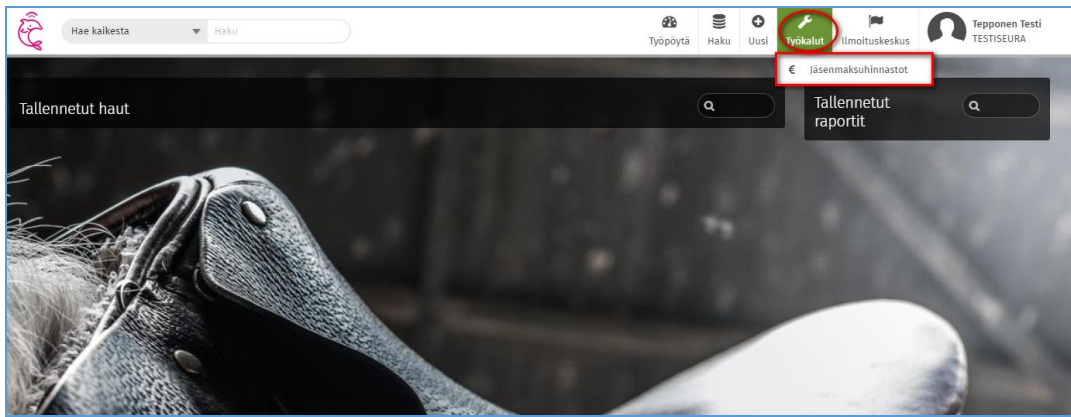 Hae kaikesta
Haku
Työpöytä
Haku
Uusi
Työkalut
Ilmoituskeskus
Tepponen Testi
TESTISEURA
€ Jäsenmaksuhinnastot
Tallennetut haut
Tallennetut
raportit